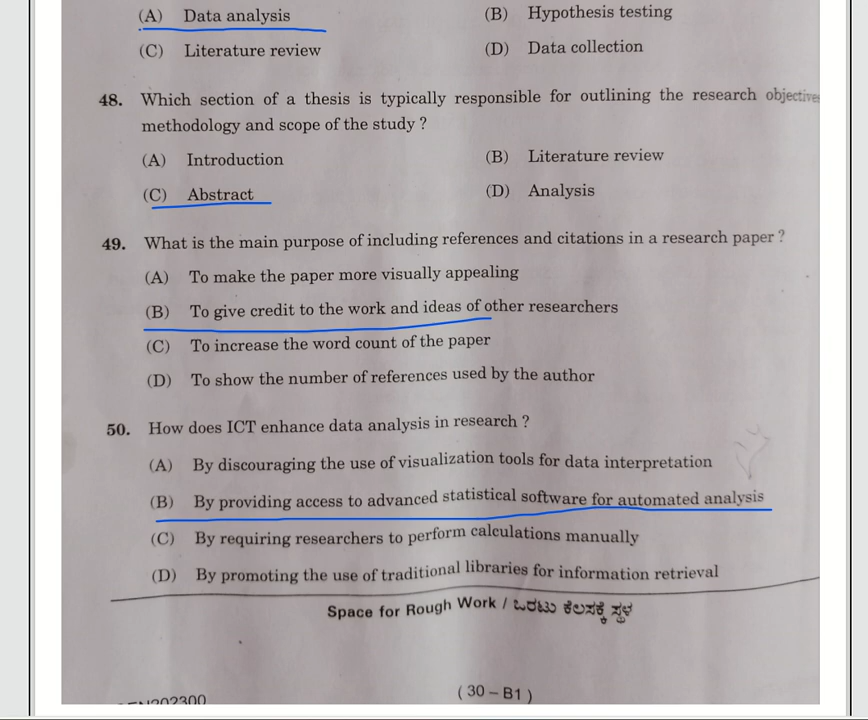 (A) Data analysis (B) Hypothesis testing
(C) Literature review (D) Data collection
48. Which section of a thesis is typically responsible for outlining the research objective
methodology and scope of the study ?
(A) Introduction (B) Literature review
(C) Abstract (D) Analysis
49. What is the main purpose of including references and citations in a research paper ?
(A) To make the paper more visually appealing
(B) To give credit to the work and ideas of other researchers
(C) To increase the word count of the paper
(D) To show the number of references used by the author
50. How does ICT enhance data analysis in research ?
(A) By discouraging the use of visualization tools for data interpretation
(B) By providing access to advanced statistical software for automated analysis
(C) By requiring researchers to perform calculations manually
(D) By promoting the use of traditional libraries for information retrieval
Space for Rough Work / ಒರಟು ಕೆಲಸಕ್ಕೆ ಸ್ಥಳ
( 30 – B1 )